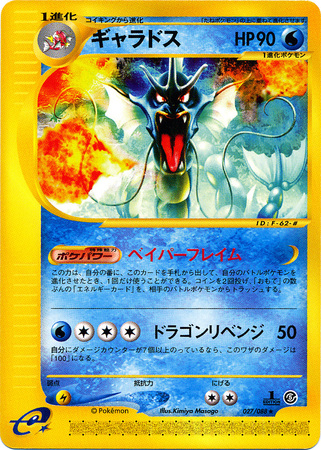 1進化
コイキングから進化
ギャラドス HP90
1進化ポケモン
ID:F-62-#
特殊能力
ポケパワー ベイパーフレイム
この力は、自分の番に、このカードを手札から出して、自分のバトルポケモンを
進化させたとき、1回だけ使うことができる。コインを2回投げ、「おもて」の数
ぶんの「エネルギーカード」を、相手のバトルポケモンからトラッシュする。
ドラゴンリベンジ 50
自分にダメージカウンターが7個以上のっているなら、このワザのダメージは
「100」になる。
弱点 抵抗力 にげる
1 EDITION
©Pokémon Illus.Kimiya Masago 027/088 ★
e